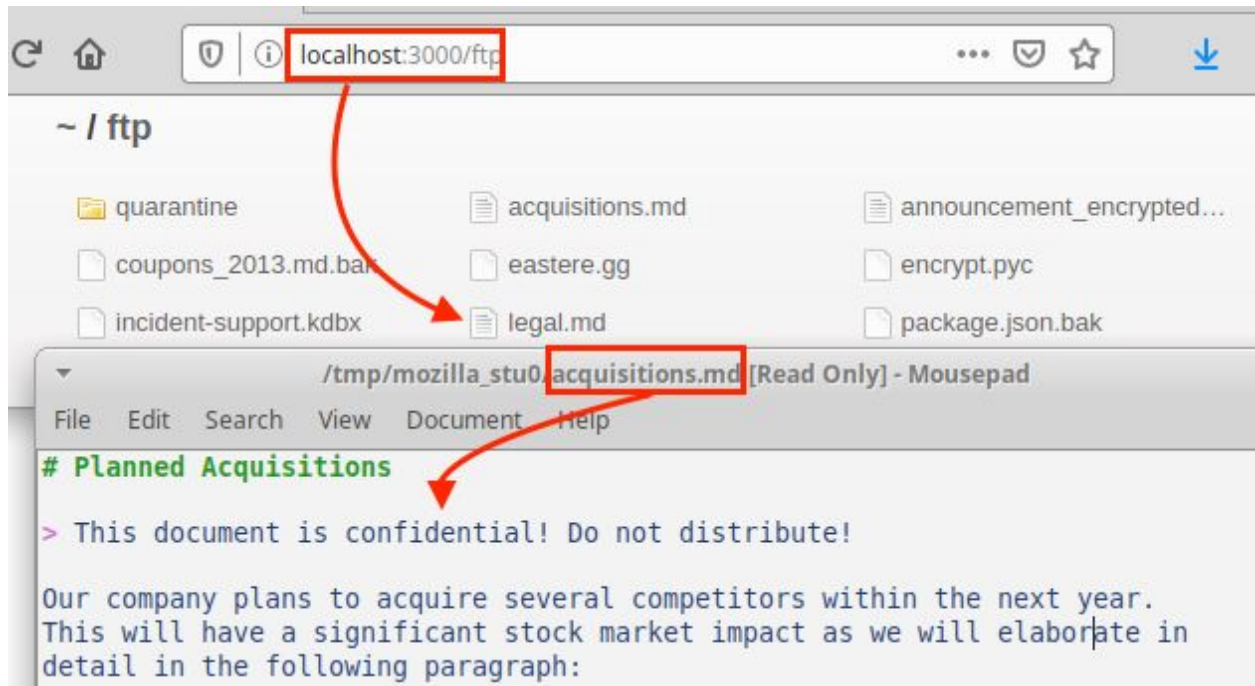 localhost:3000/ftp
~ / ftp
quarantine acquisitions.md announcement_encrypted...
coupons_2013.md.bak eastere.gg encrypt.pyc
incident-support.kdbx legal.md package.json.bak
/tmp/mozilla_stu0/acquisitions.md [Read Only] - Mousepad
File Edit Search View Document Help
# Planned Acquisitions
> This document is confidential! Do not distribute!
Our company plans to acquire several competitors within the next year.
This will have a significant stock market impact as we will elaborate in
detail in the following paragraph: